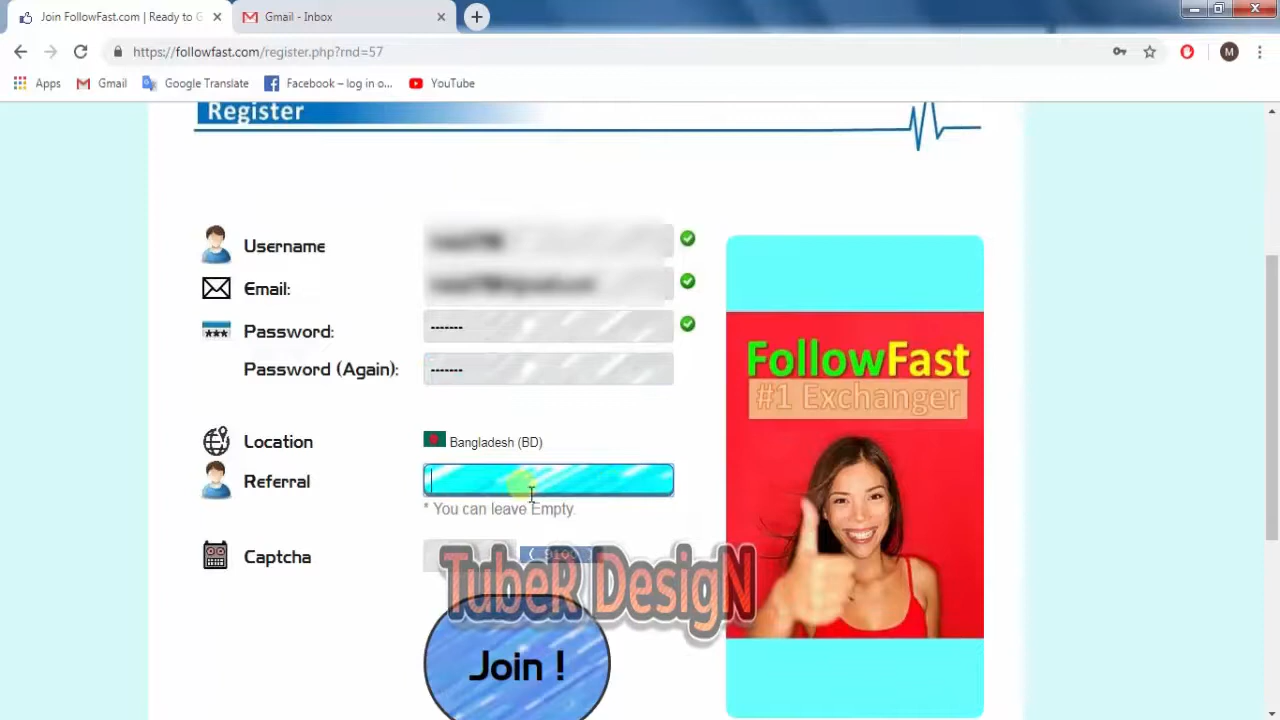 Join FollowFast.com | Ready to G
Gmail - Inbox
https://followfast.com/register.php?rnd=57
M
Apps
Gmail
Google Translate
Facebook – log in o...
YouTube
Register
Username
Email:
Password:
-------
Password (Again):
-------
Location
Bangladesh (BD)
Referral
* You can leave Empty.
Captcha
TubeR DesigN
Join !
FollowFast
#1 Exchanger